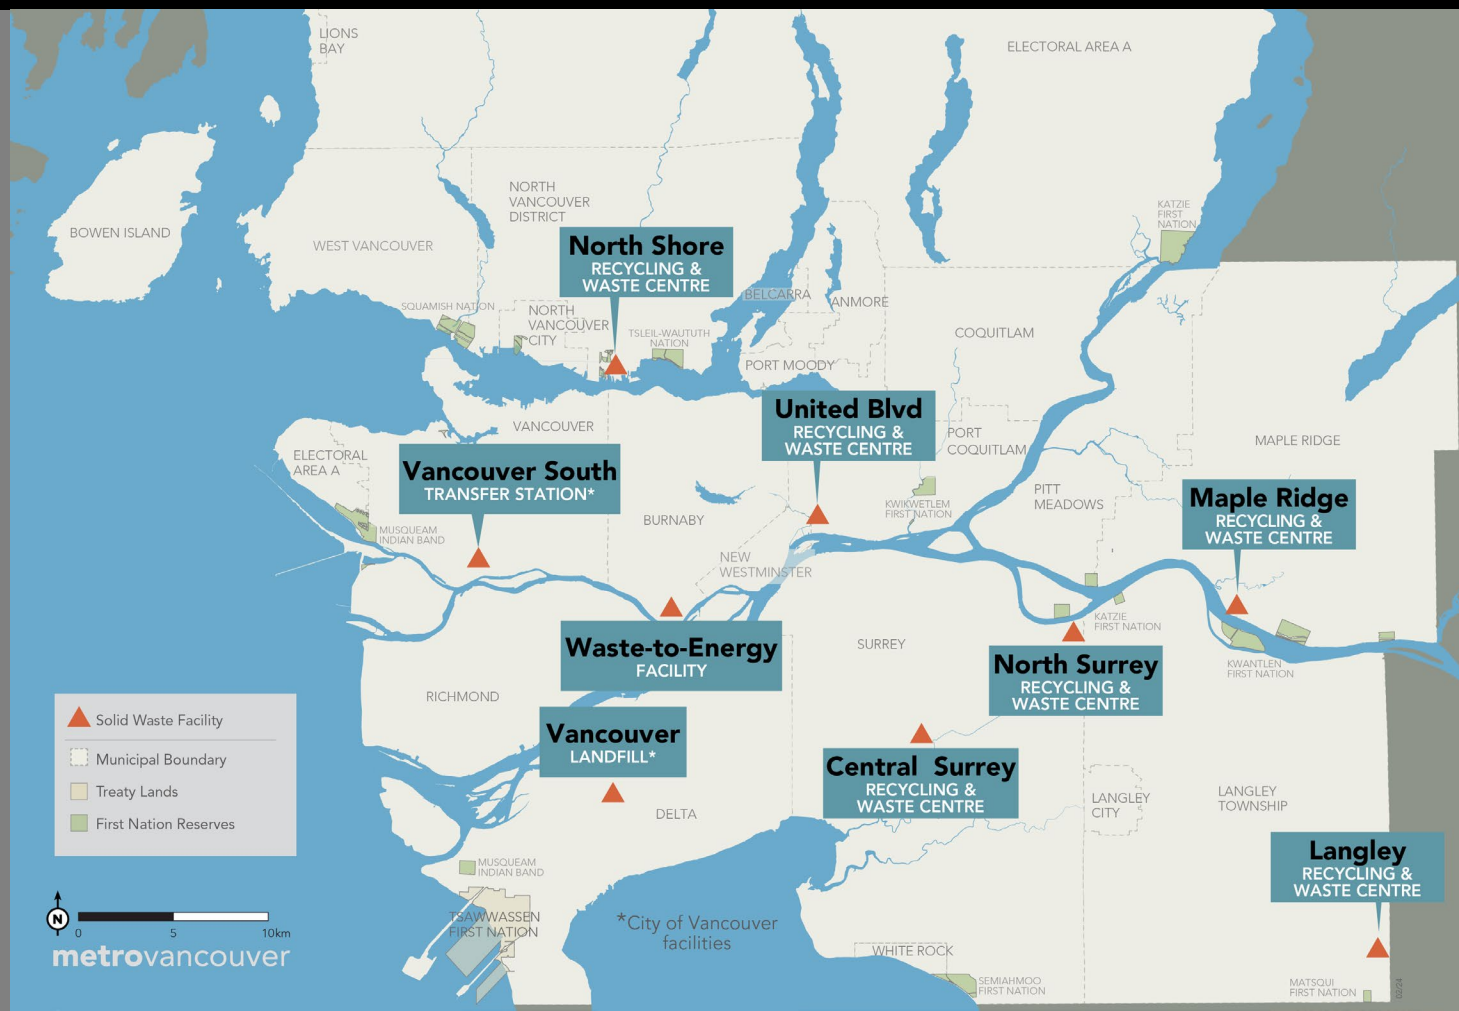 LIONS
BAY
ELECTORAL AREA A
NORTH
VANCOUVER
DISTRICT
KATZIE
FIRST
NATION
BOWEN ISLAND
WEST VANCOUVER
North Shore
RECYCLING &
WASTE CENTRE
BELCARRA
ANMORE
SQUAMISH NATION
NORTH
VANCOUVER
CITY
TSLEIL-WAUTUTH
NATION
COQUITLAM
PORT MOODY
VANCOUVER
United Blvd
RECYCLING &
WASTE CENTRE
PORT
COQUITLAM
MAPLE RIDGE
ELECTORAL
AREA A
Vancouver South
TRANSFER STATION*
PITT
MEADOWS
Maple Ridge
RECYCLING &
WASTE CENTRE
KWIKWETLEM
FIRST NATION
BURNABY
MUSQUEAM
INDIAN BAND
NEW
WESTMINSTER
KATZIE
FIRST NATION
Waste-to-Energy
FACILITY
SURREY
North Surrey
RECYCLING &
WASTE CENTRE
KWANTLEN
FIRST NATION
RICHMOND
Vancouver
LANDFILL*
Central Surrey
RECYCLING &
WASTE CENTRE
DELTA
LANGLEY
CITY
LANGLEY
TOWNSHIP
Langley
RECYCLING &
WASTE CENTRE
Solid Waste Facility
Municipal Boundary
Treaty Lands
First Nation Reserves
MUSQUEAM
INDIAN BAND
TSAWWASSEN
FIRST NATION
*City of Vancouver
facilities
WHITE ROCK
SEMIAHMOO
FIRST NATION
MATSQUI
FIRST NATION
02/24
N
0 5 10km
metrovancouver